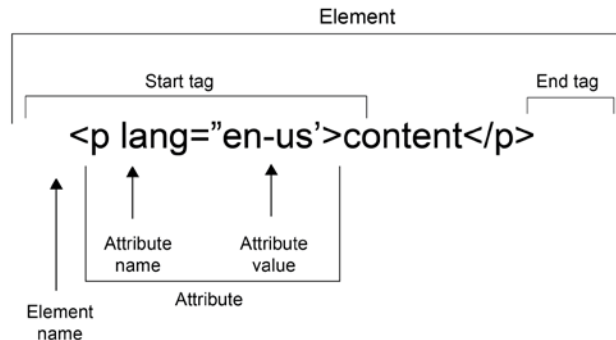 Element
Start tag
End tag
<p lang=”en-us’>content</p>
Attribute
name
Attribute
value
Attribute
Element
name